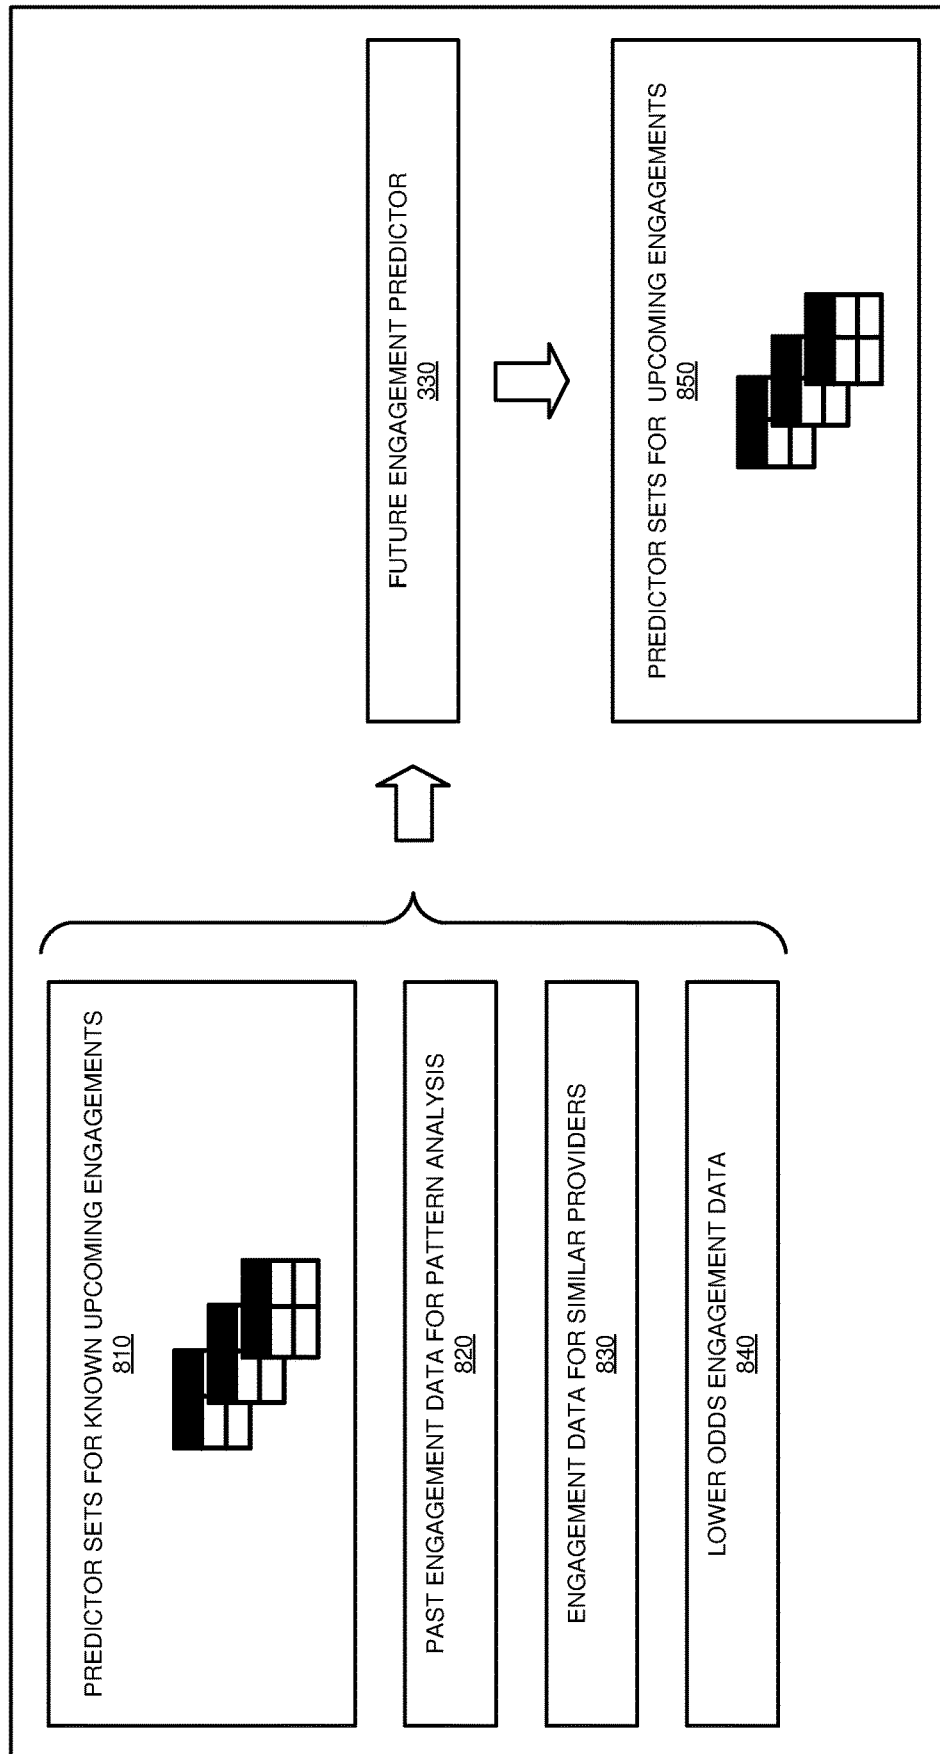 PREDICTOR SETS FOR KNOWN UPCOMING ENGAGEMENTS
810
PAST ENGAGEMENT DATA FOR PATTERN ANALYSIS
820
ENGAGEMENT DATA FOR SIMILAR PROVIDERS
830
LOWER ODDS ENGAGEMENT DATA
840
FUTURE ENGAGEMENT PREDICTOR
330
PREDICTOR SETS FOR UPCOMING ENGAGEMENTS
850